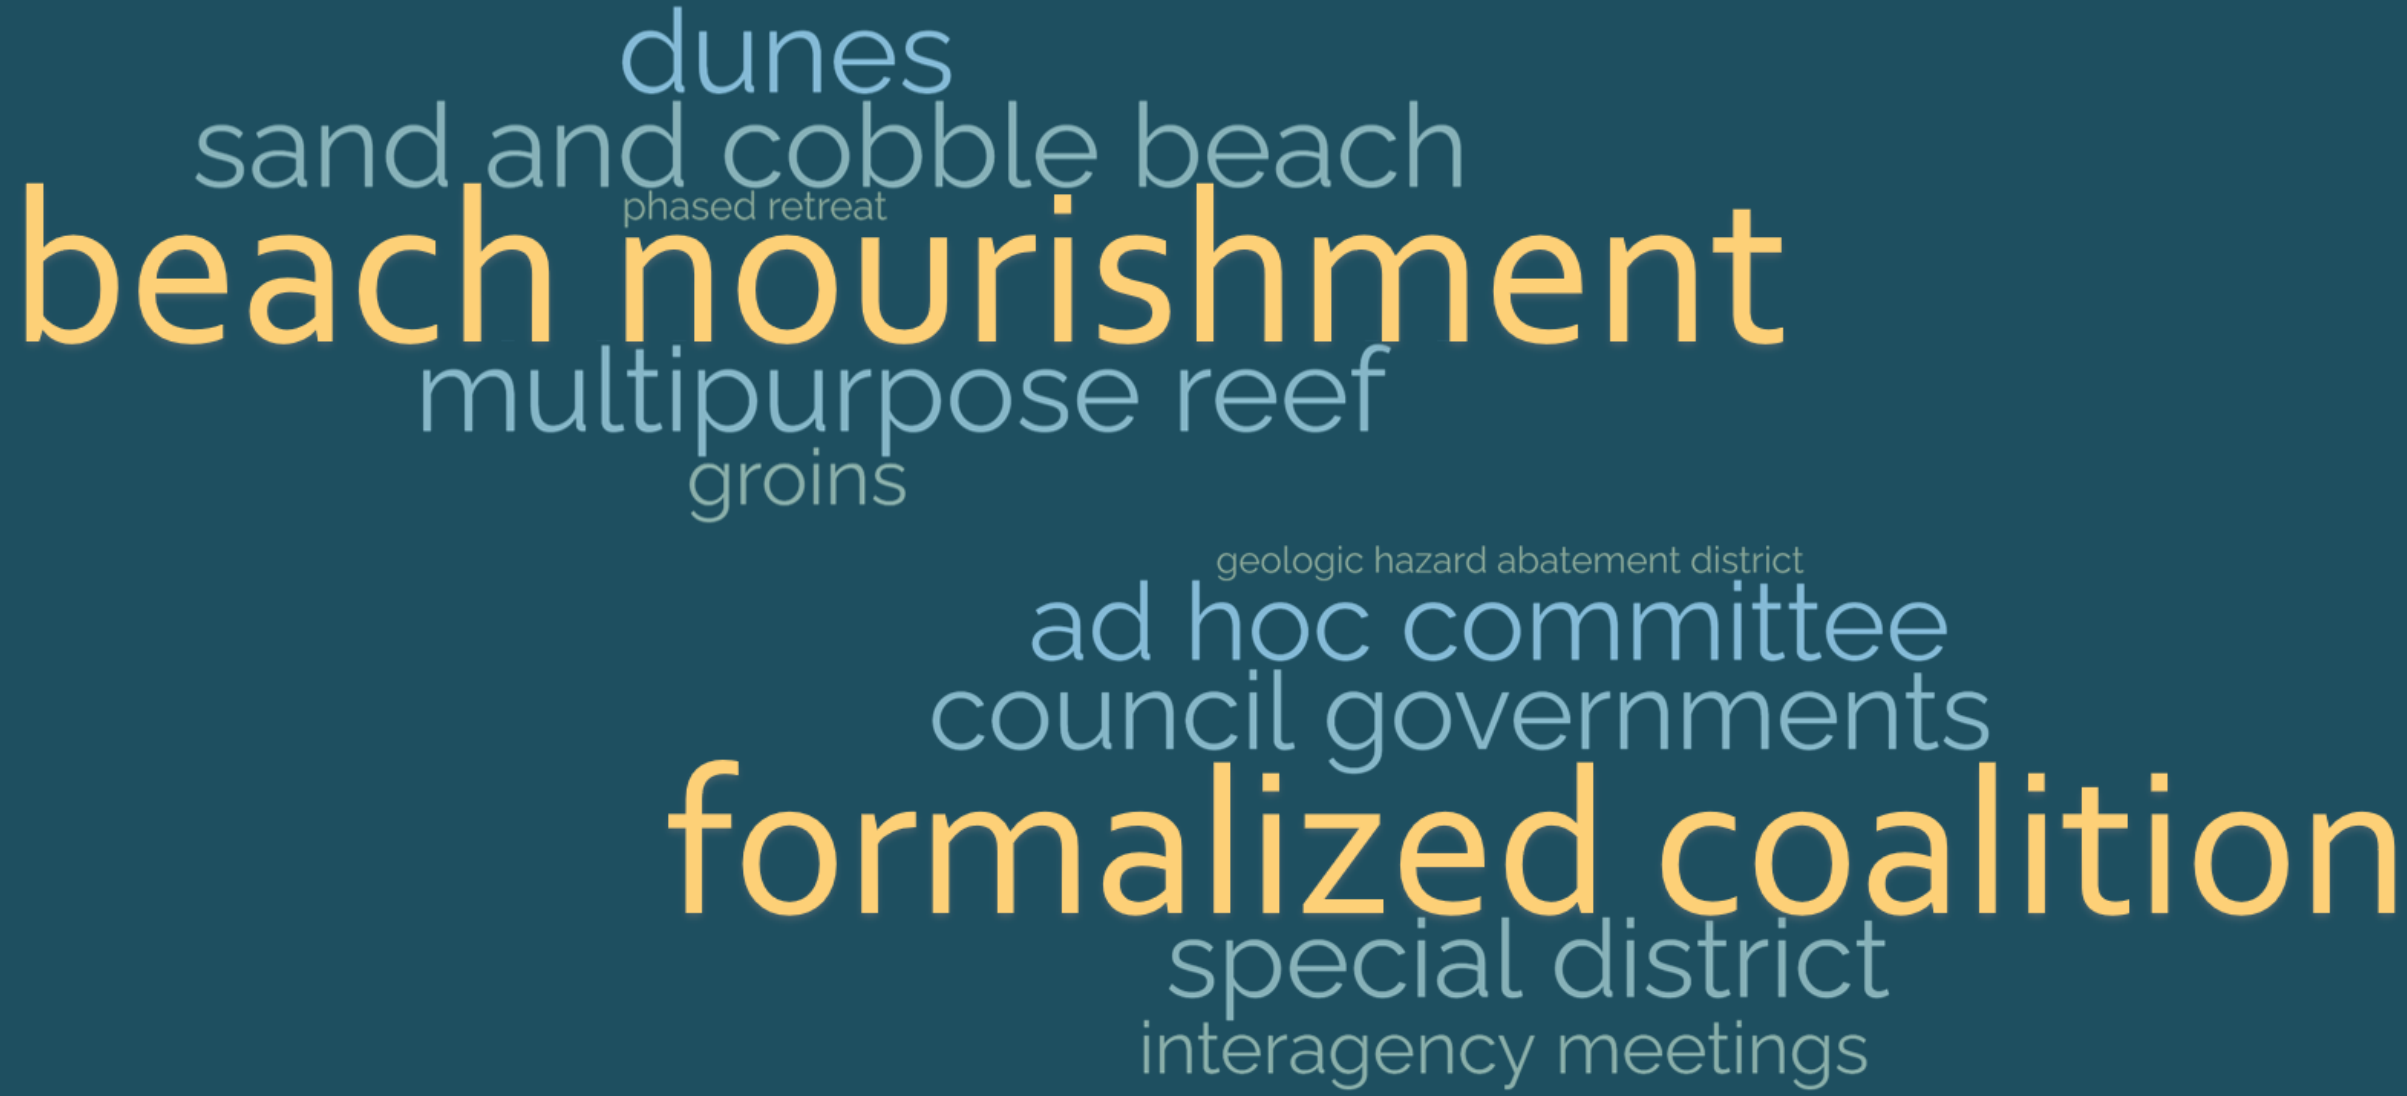 dunes
sand and cobble beach
phased retreat
beach nourishment
multipurpose reef
groins
geologic hazard abatement district
ad hoc committee
council governments
formalized coalition
special district
interagency meetings